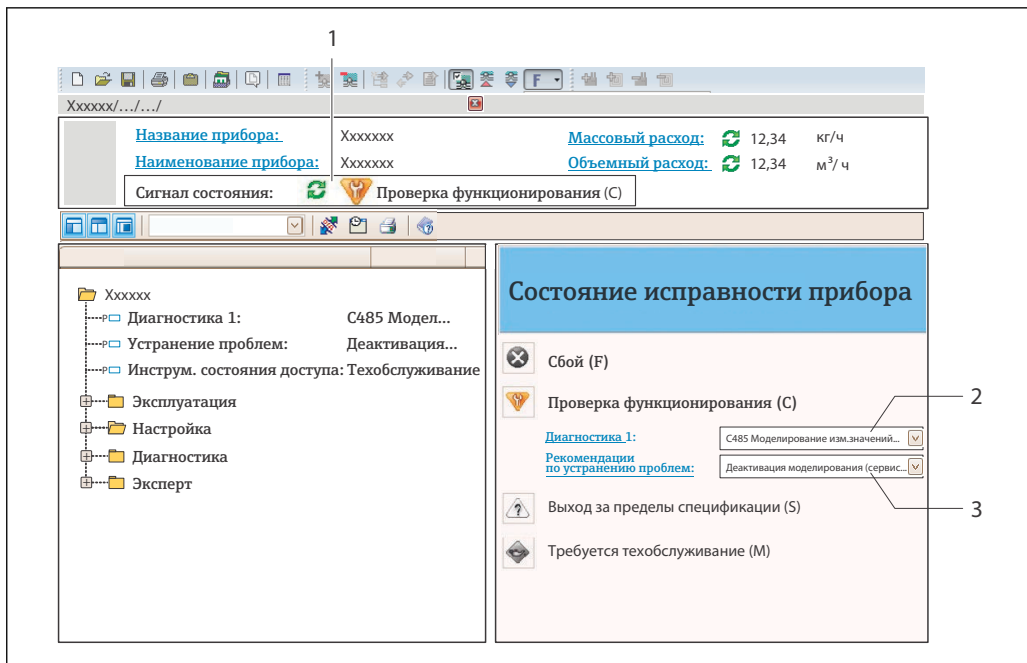 1
F
Xxxxxx/.../.../
Название прибора: Xxxxxxx Массовый расход: 12,34 кг/ч
Наименование прибора: Xxxxxxx Объемный расход: 12,34 м³/ ч
Сигнал состояния: Проверка функционирования (C)
Xxxxxx
Диагностика 1: C485 Модел...
Устранение проблем: Деактивация...
Инструм. состояния доступа: Техобслуживание
Эксплуатация
Настройка
Диагностика
Эксперт
Состояние исправности прибора
Сбой (F)
Проверка функционирования (C)
2
Диагностика 1: C485 Моделирование изм.значений...
Рекомендации
по устранению проблем: Деактивация моделирования (сервис...
3
Выход за пределы спецификации (S)
Требуется техобслуживание (M)